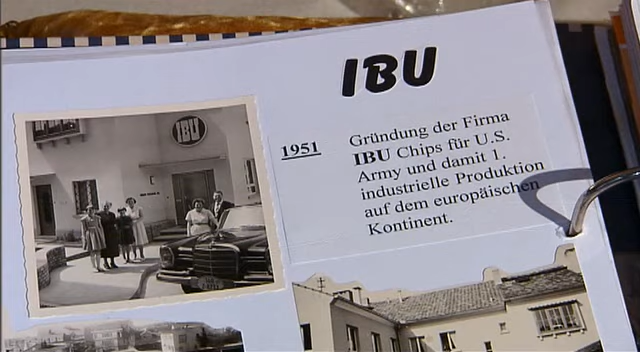 IBU
IBU
1951
Gründung der Firma
IBU Chips für U.S.
Army und damit 1.
industrielle Produktion
auf dem europäischen
Kontinent.